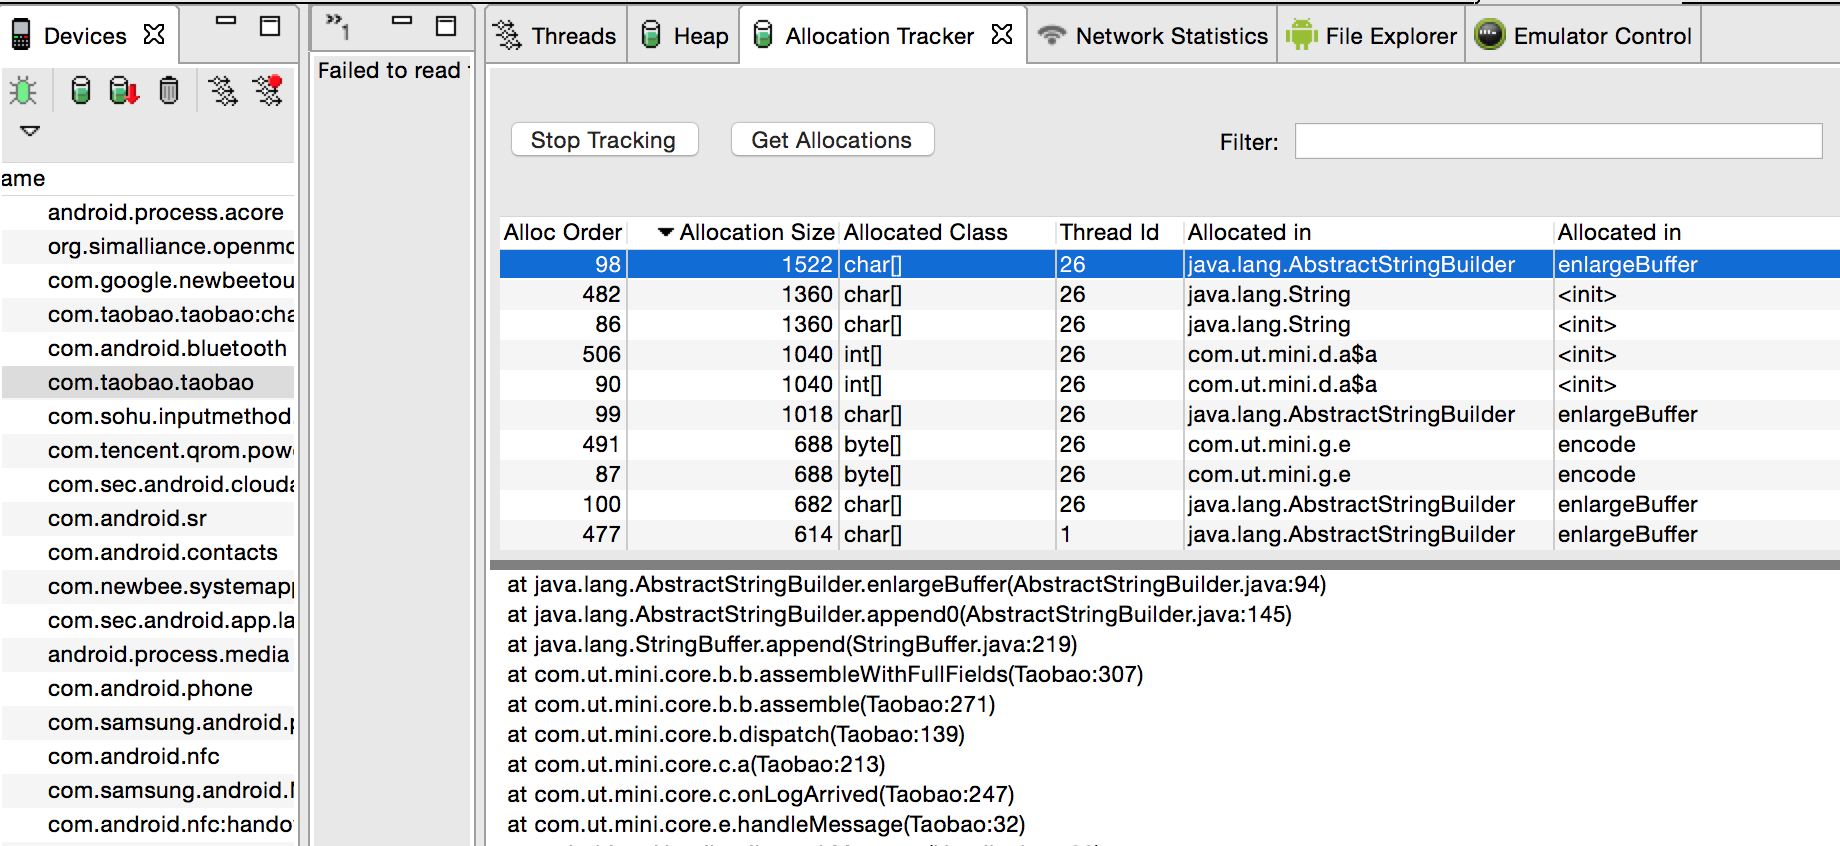 Devices
»1
Threads
Heap
Allocation Tracker
Network Statistics
File Explorer
Emulator Control
Failed to read
Stop Tracking
Get Allocations
Filter:
ame
android.process.acore
org.simalliance.openmo
com.google.newbeetou
com.taobao.taobao:cha
com.android.bluetooth
com.taobao.taobao
com.sohu.inputmethod.
com.tencent.qrom.pow
com.sec.android.clouda
com.android.sr
com.android.contacts
com.newbee.systemapp
com.sec.android.app.la
android.process.media
com.android.phone
com.samsung.android.p
com.android.nfc
com.samsung.android.
com.android.nfc:hando
Alloc Order Allocation Size Allocated Class Thread Id Allocated in Allocated in
98 1522 char[] 26 java.lang.AbstractStringBuilder enlargeBuffer
482 1360 char[] 26 java.lang.String <init>
86 1360 char[] 26 java.lang.String <init>
506 1040 int[] 26 com.ut.mini.d.a$a <init>
90 1040 int[] 26 com.ut.mini.d.a$a <init>
99 1018 char[] 26 java.lang.AbstractStringBuilder enlargeBuffer
491 688 byte[] 26 com.ut.mini.g.e encode
87 688 byte[] 26 com.ut.mini.g.e encode
100 682 char[] 26 java.lang.AbstractStringBuilder enlargeBuffer
477 614 char[] 1 java.lang.AbstractStringBuilder enlargeBuffer
at java.lang.AbstractStringBuilder.enlargeBuffer(AbstractStringBuilder.java:94)
at java.lang.AbstractStringBuilder.append0(AbstractStringBuilder.java:145)
at java.lang.StringBuffer.append(StringBuffer.java:219)
at com.ut.mini.core.b.b.assembleWithFullFields(Taobao:307)
at com.ut.mini.core.b.b.assemble(Taobao:271)
at com.ut.mini.core.b.dispatch(Taobao:139)
at com.ut.mini.core.c.a(Taobao:213)
at com.ut.mini.core.c.onLogArrived(Taobao:247)
at com.ut.mini.core.e.handleMessage(Taobao:32)